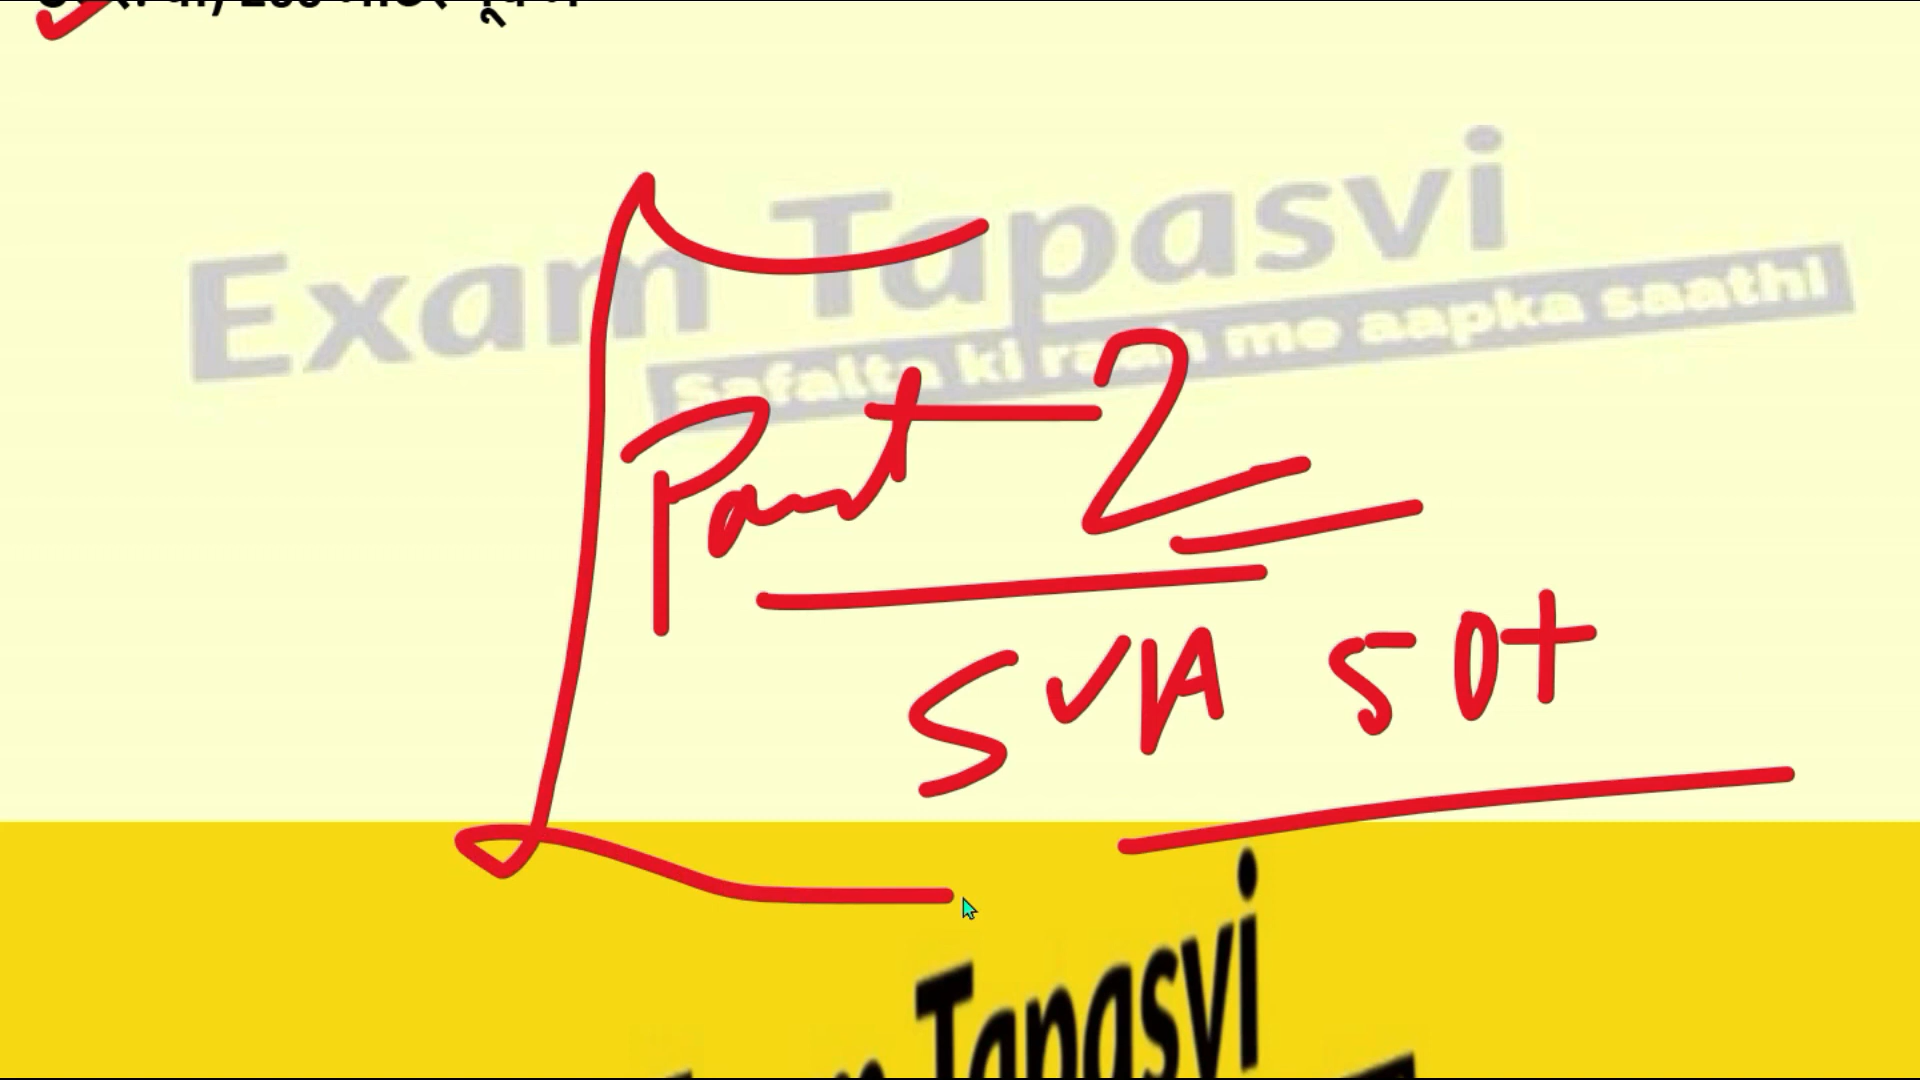 Exam Tapasvi
Safalta ki raah me aapka saathi
Part-2
SVA 50+
Tapasvi